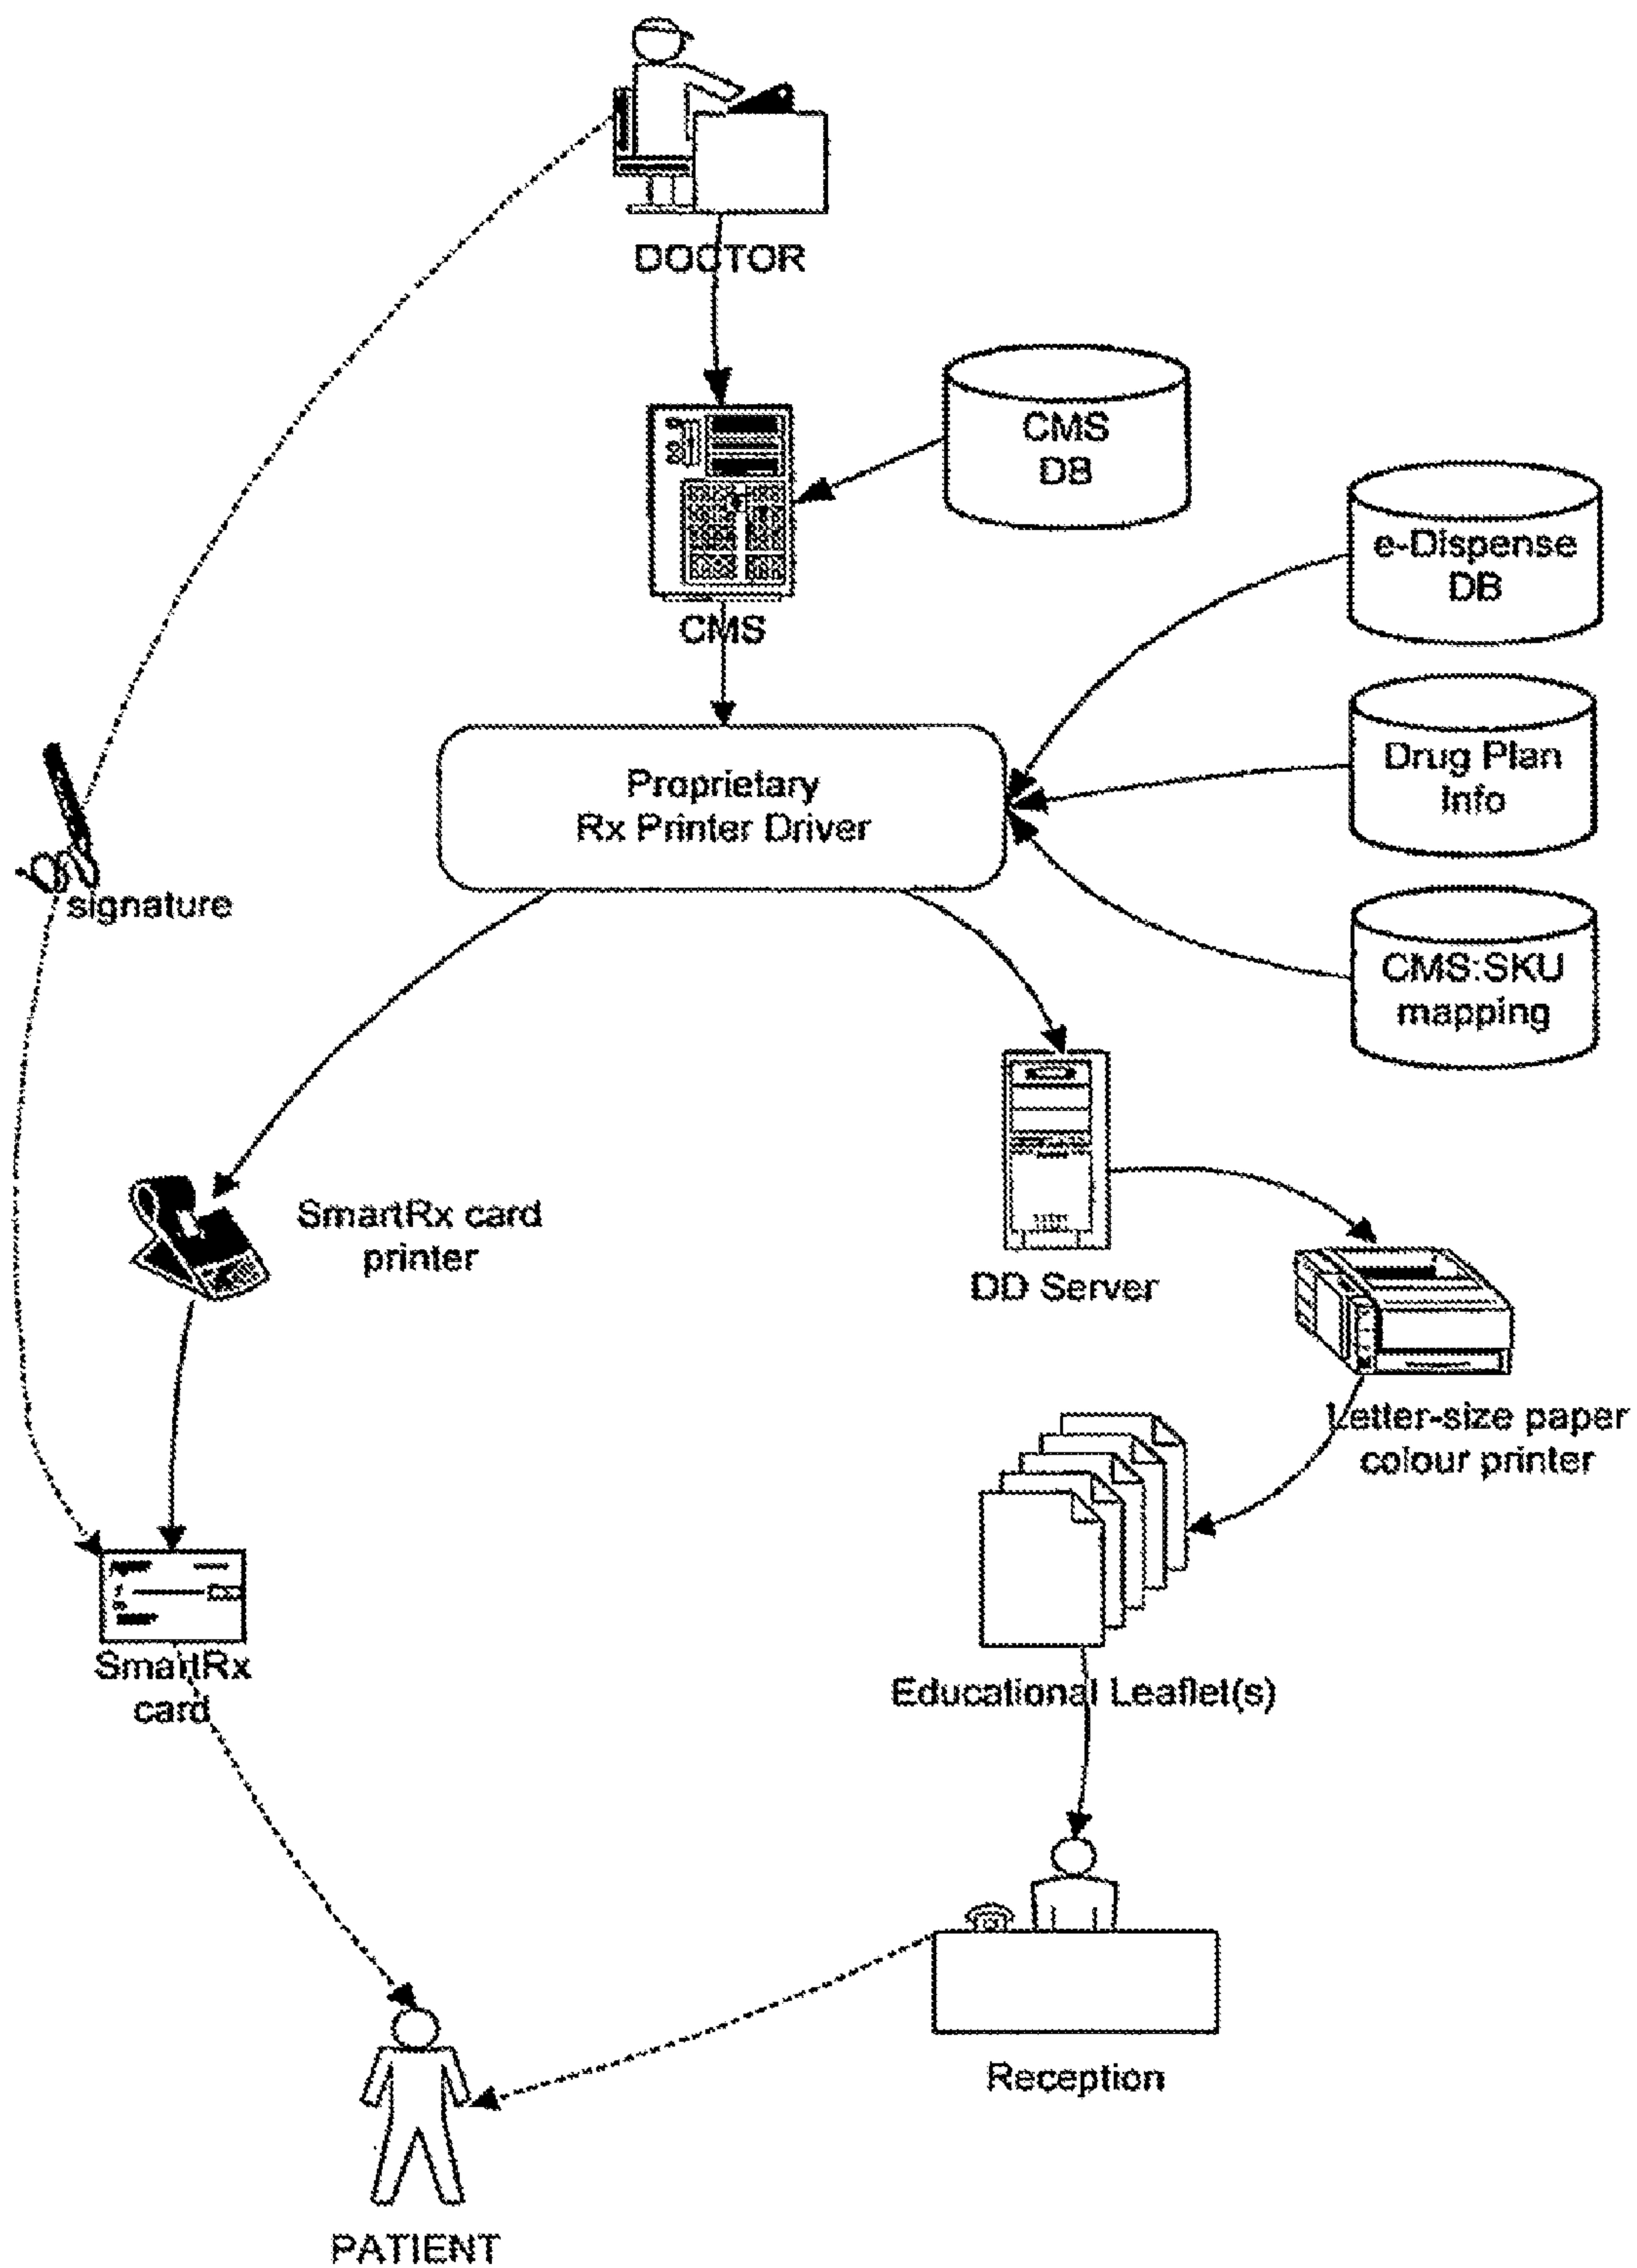 DOCTOR
CMS
DB
e-Dispense
DB
CMS
Proprietary
Rx Printer Driver
Drug Plan
Info
signature
CMS:SKU
mapping
SmartRx card
printer
DD Server
Letter-size paper
colour printer
SmartRx
card
Educational Leaflet(s)
Reception
PATIENT